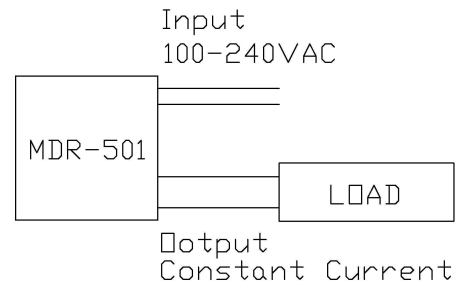 Input
100-240VAC
MDR-501
LOAD
Ootput
Constant Current